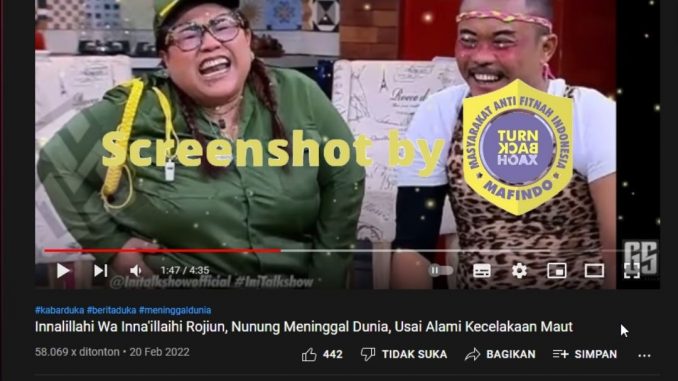 Screenshot by
MASYARAKAT ANTI FITNAH INDONESIA
TURN
BACK
HOAX
MAFINDO
1:47 / 4:35
@Initalkshowofficial #IniTalkshow
#kabarduka #beritaduka #meninggaldunia
Innalillahi Wa Inna'illaihi Rojiun, Nunung Meninggal Dunia, Usai Alami Kecelakaan Maut
58.069 x ditonton • 20 Feb 2022
442
TIDAK SUKA
BAGIKAN
SIMPAN